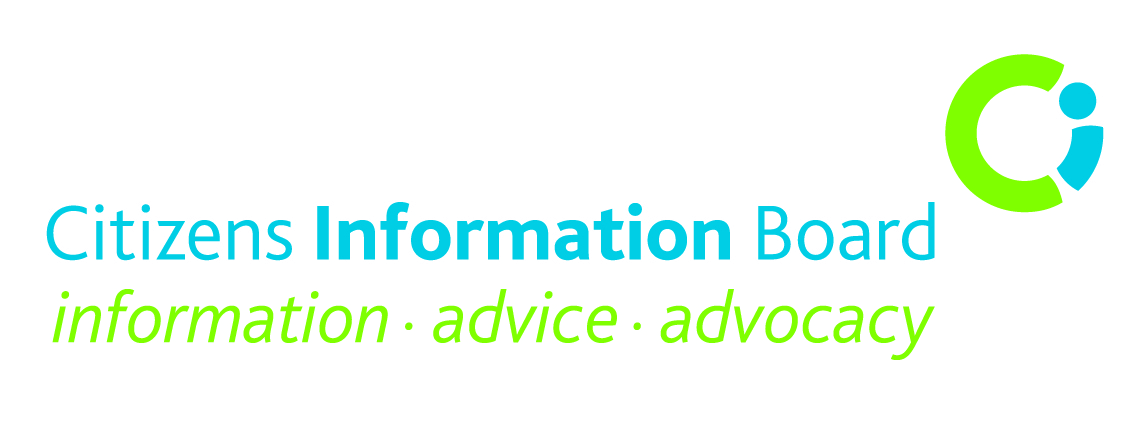 Citizens Information Board
information · advice · advocacy